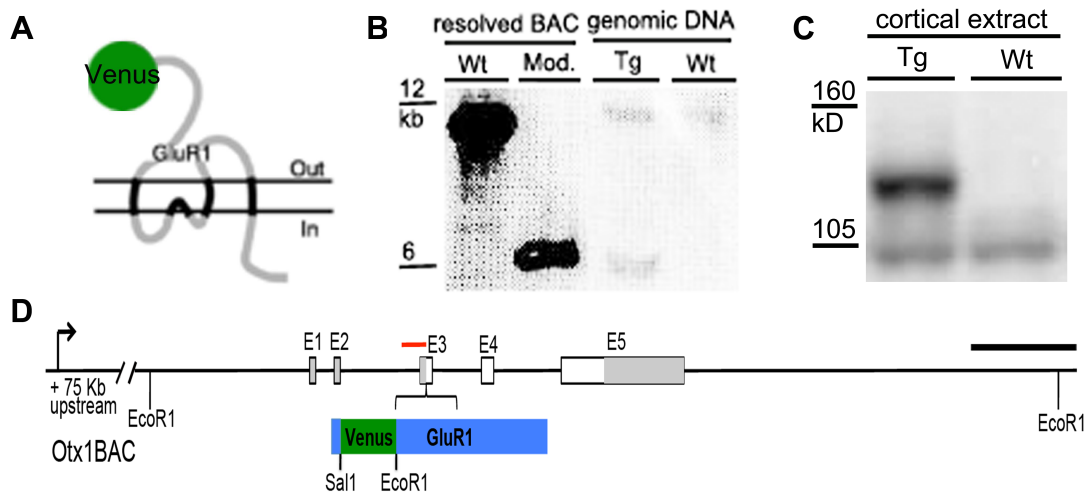 A
Venus
GluR1
Out
In
B
resolved BAC genomic DNA
Wt Mod. Tg Wt
12
kb
6
C
cortical extract
Tg Wt
160
kD
105
D
E1 E2 E3 E4 E5
+ 75 Kb
upstream
EcoR1
EcoR1
Otx1BAC
Venus GluR1
Sal1 EcoR1